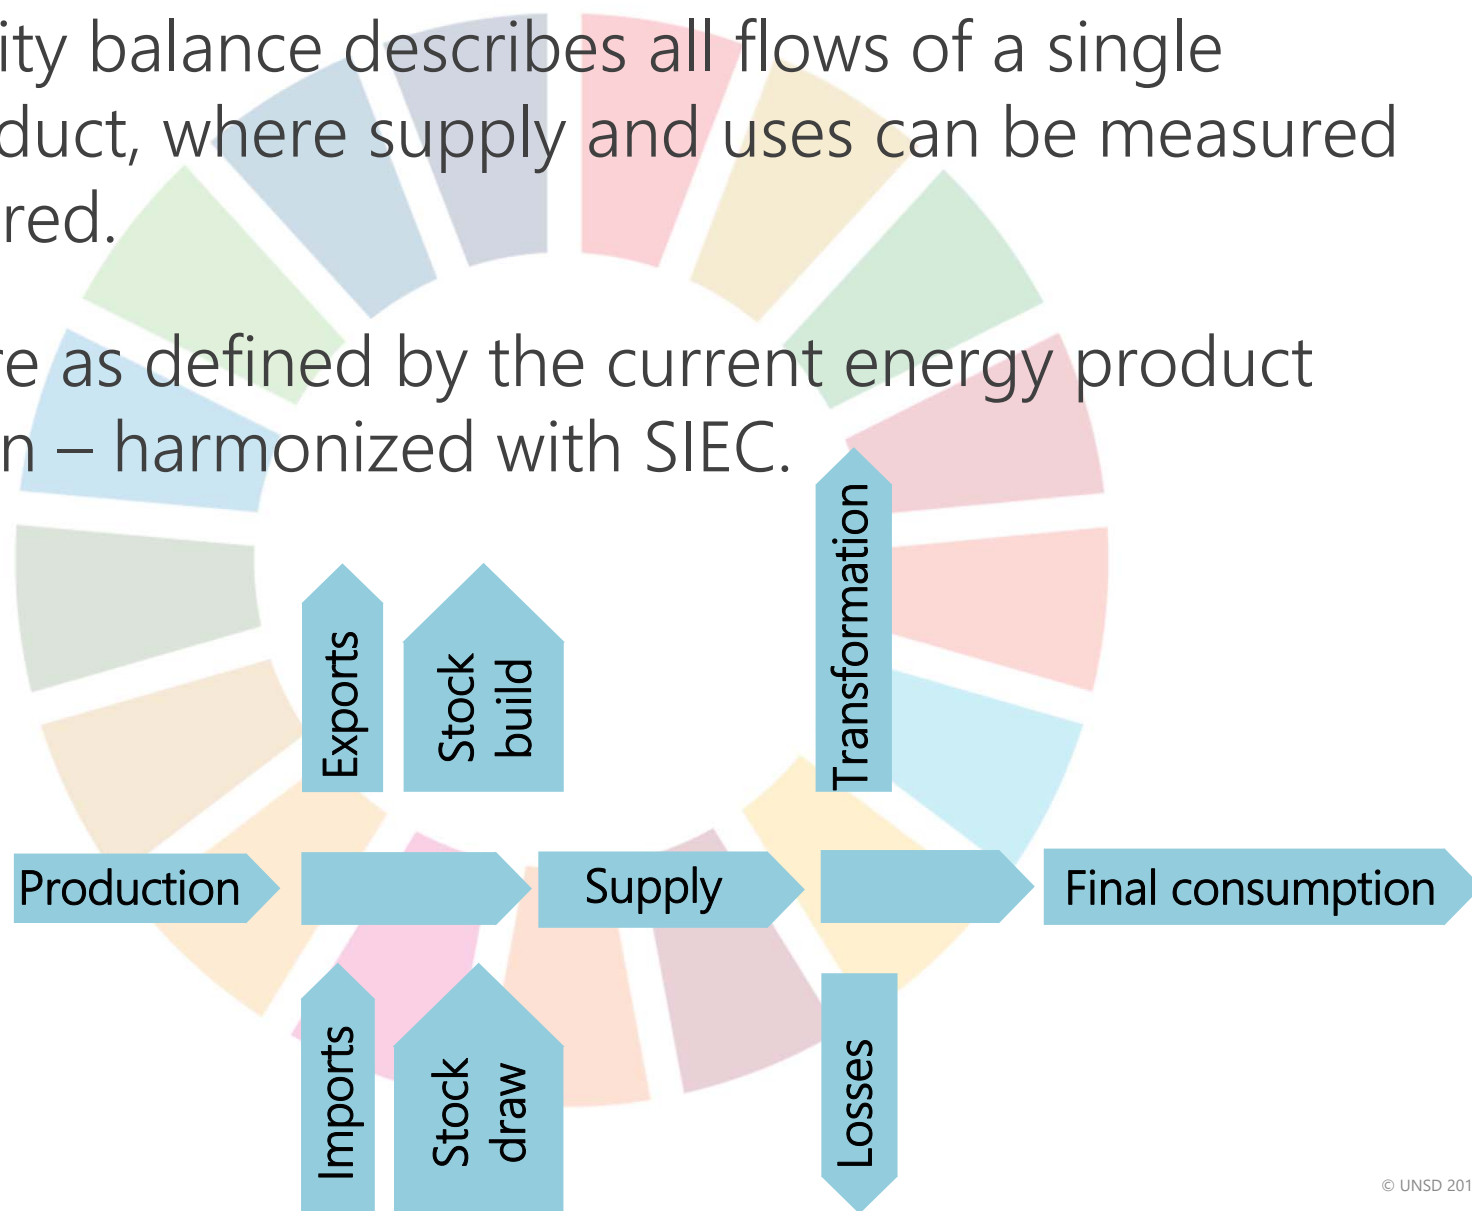 ity balance describes all flows of a single
duct, where supply and uses can be measured
red.
re as defined by the current energy product
n – harmonized with SIEC.
Transformation
Exports
Stock
build
Production
Supply
Final consumption
Imports
Stock
draw
Losses
© UNSD 201